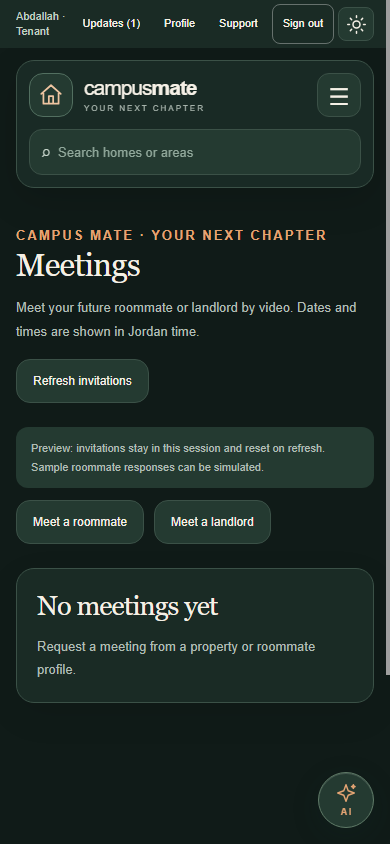 Abdallah ·
Tenant
Updates (1)
Profile
Support
Sign out
campusmate
YOUR NEXT CHAPTER
Search homes or areas
CAMPUS MATE · YOUR NEXT CHAPTER
Meetings
Meet your future roommate or landlord by video. Dates and
times are shown in Jordan time.
Refresh invitations
Preview: invitations stay in this session and reset on refresh.
Sample roommate responses can be simulated.
Meet a roommate
Meet a landlord
No meetings yet
Request a meeting from a property or roommate
profile.
AI